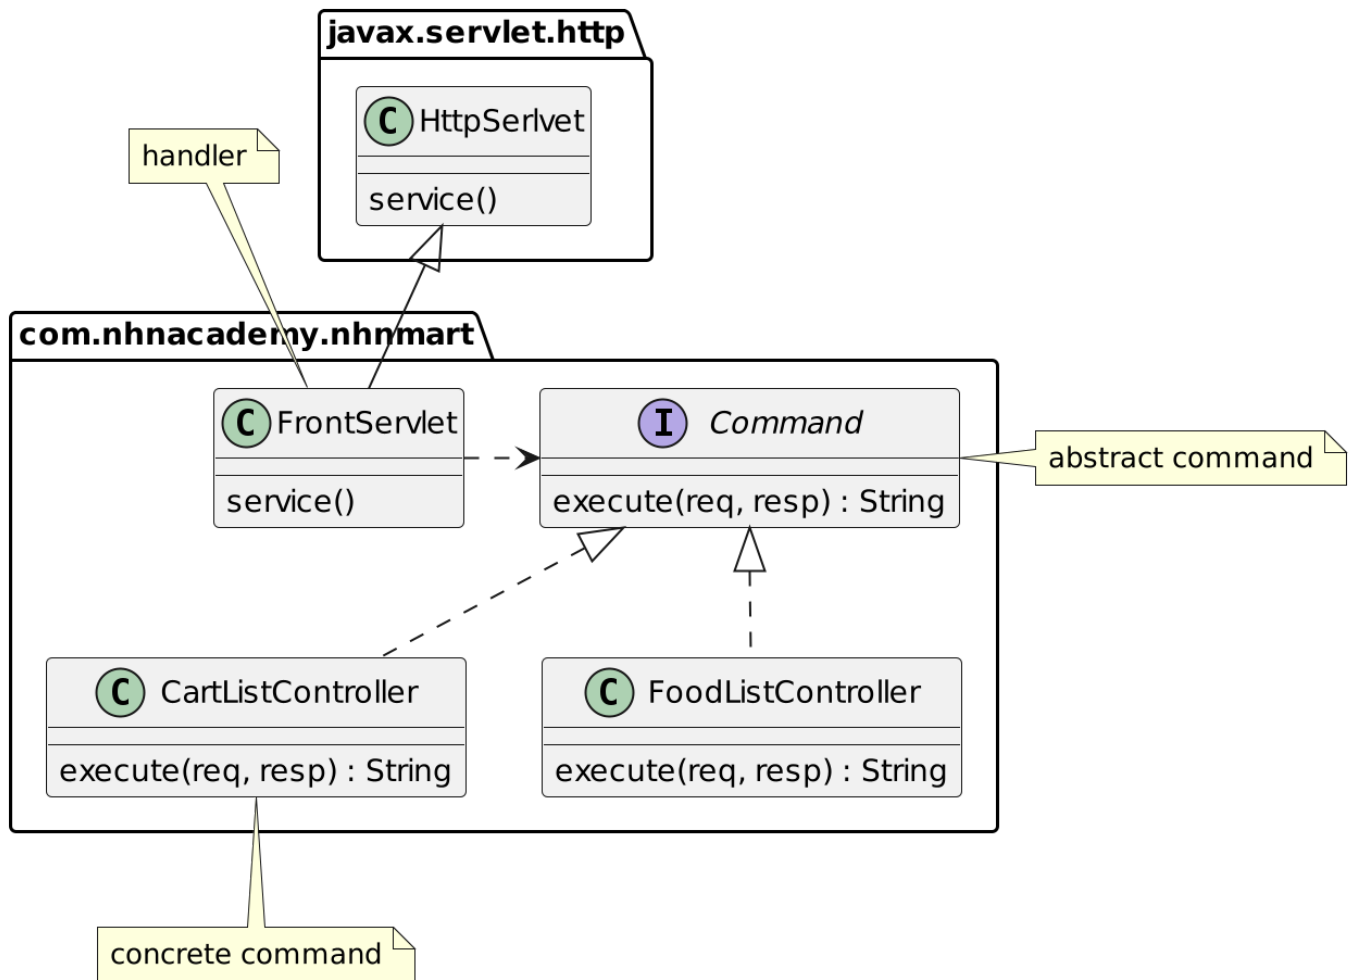 javax.servlet.http
C HttpSerlvet
service()
handler
com.nhnacademy.nhnmart
C FrontServlet
service()
I Command
execute(req, resp) : String
abstract command
C CartListController
execute(req, resp) : String
C FoodListController
execute(req, resp) : String
concrete command